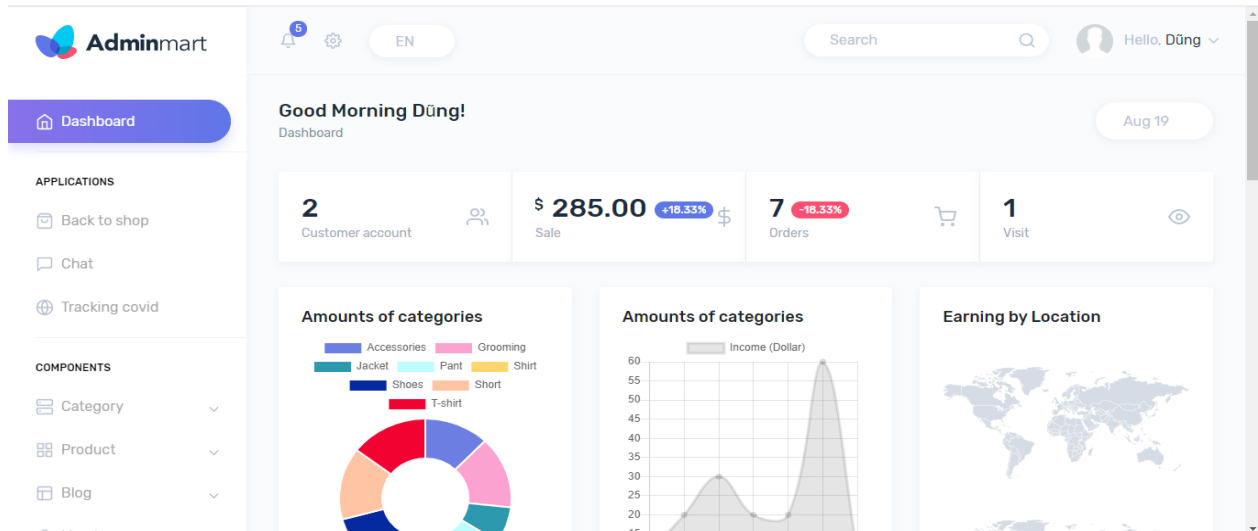 Adminmart
5
EN
Search
Hello, Dũng
Dashboard
Good Morning Dũng!
Dashboard
Aug 19
APPLICATIONS
Back to shop
Chat
Tracking covid
COMPONENTS
Category
Product
Blog
2
Customer account
$ 285.00 +18.33%
Sale
7 -18.33%
Orders
1
Visit
Amounts of categories
Accessories Grooming
Jacket Pant Shirt
Shoes Short
T-shirt
Amounts of categories
Income (Dollar)
60
55
50
45
40
35
30
25
20
Earning by Location